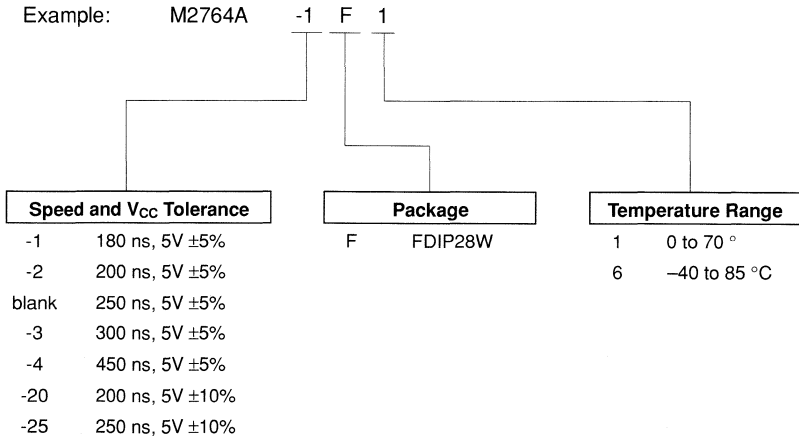 Example: M2764A -1 F 1
Speed and VCC Tolerance
-1 180 ns, 5V ±5%
-2 200 ns, 5V ±5%
blank 250 ns, 5V ±5%
-3 300 ns, 5V ±5%
-4 450 ns, 5V ±5%
-20 200 ns, 5V ±10%
-25 250 ns, 5V ±10%
Package
F FDIP28W
Temperature Range
1 0 to 70 °
6 –40 to 85 °C